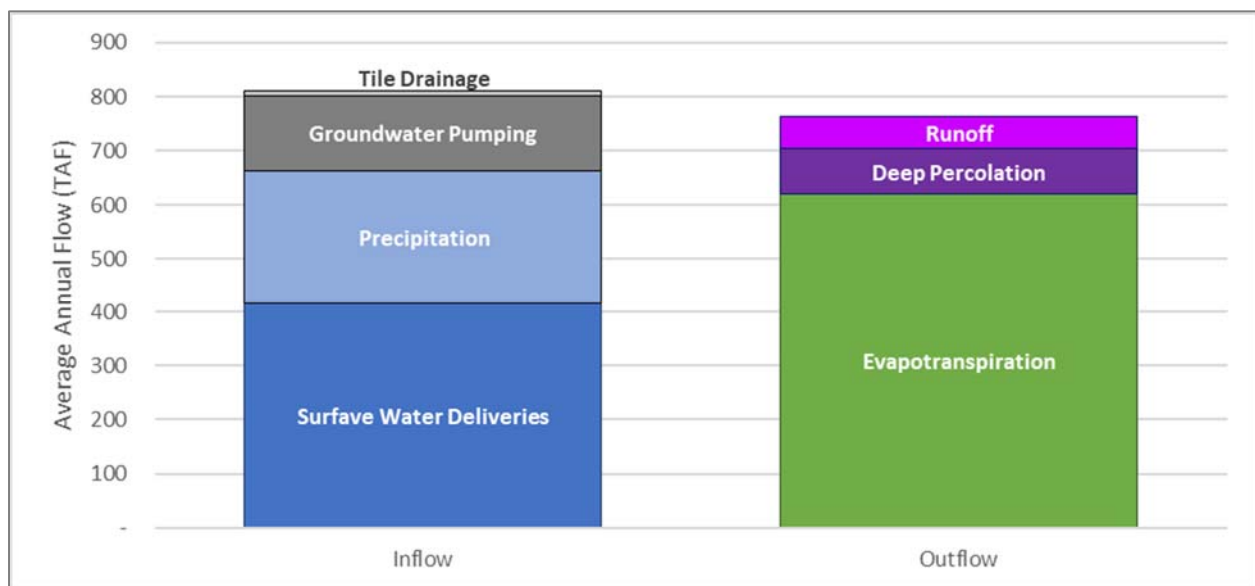 900
800
700
600
500
400
300
200
100
-
Average Annual Flow (TAF)
Tile Drainage
Groundwater Pumping
Precipitation
Surfave Water Deliveries
Runoff
Deep Percolation
Evapotranspiration
Inflow
Outflow